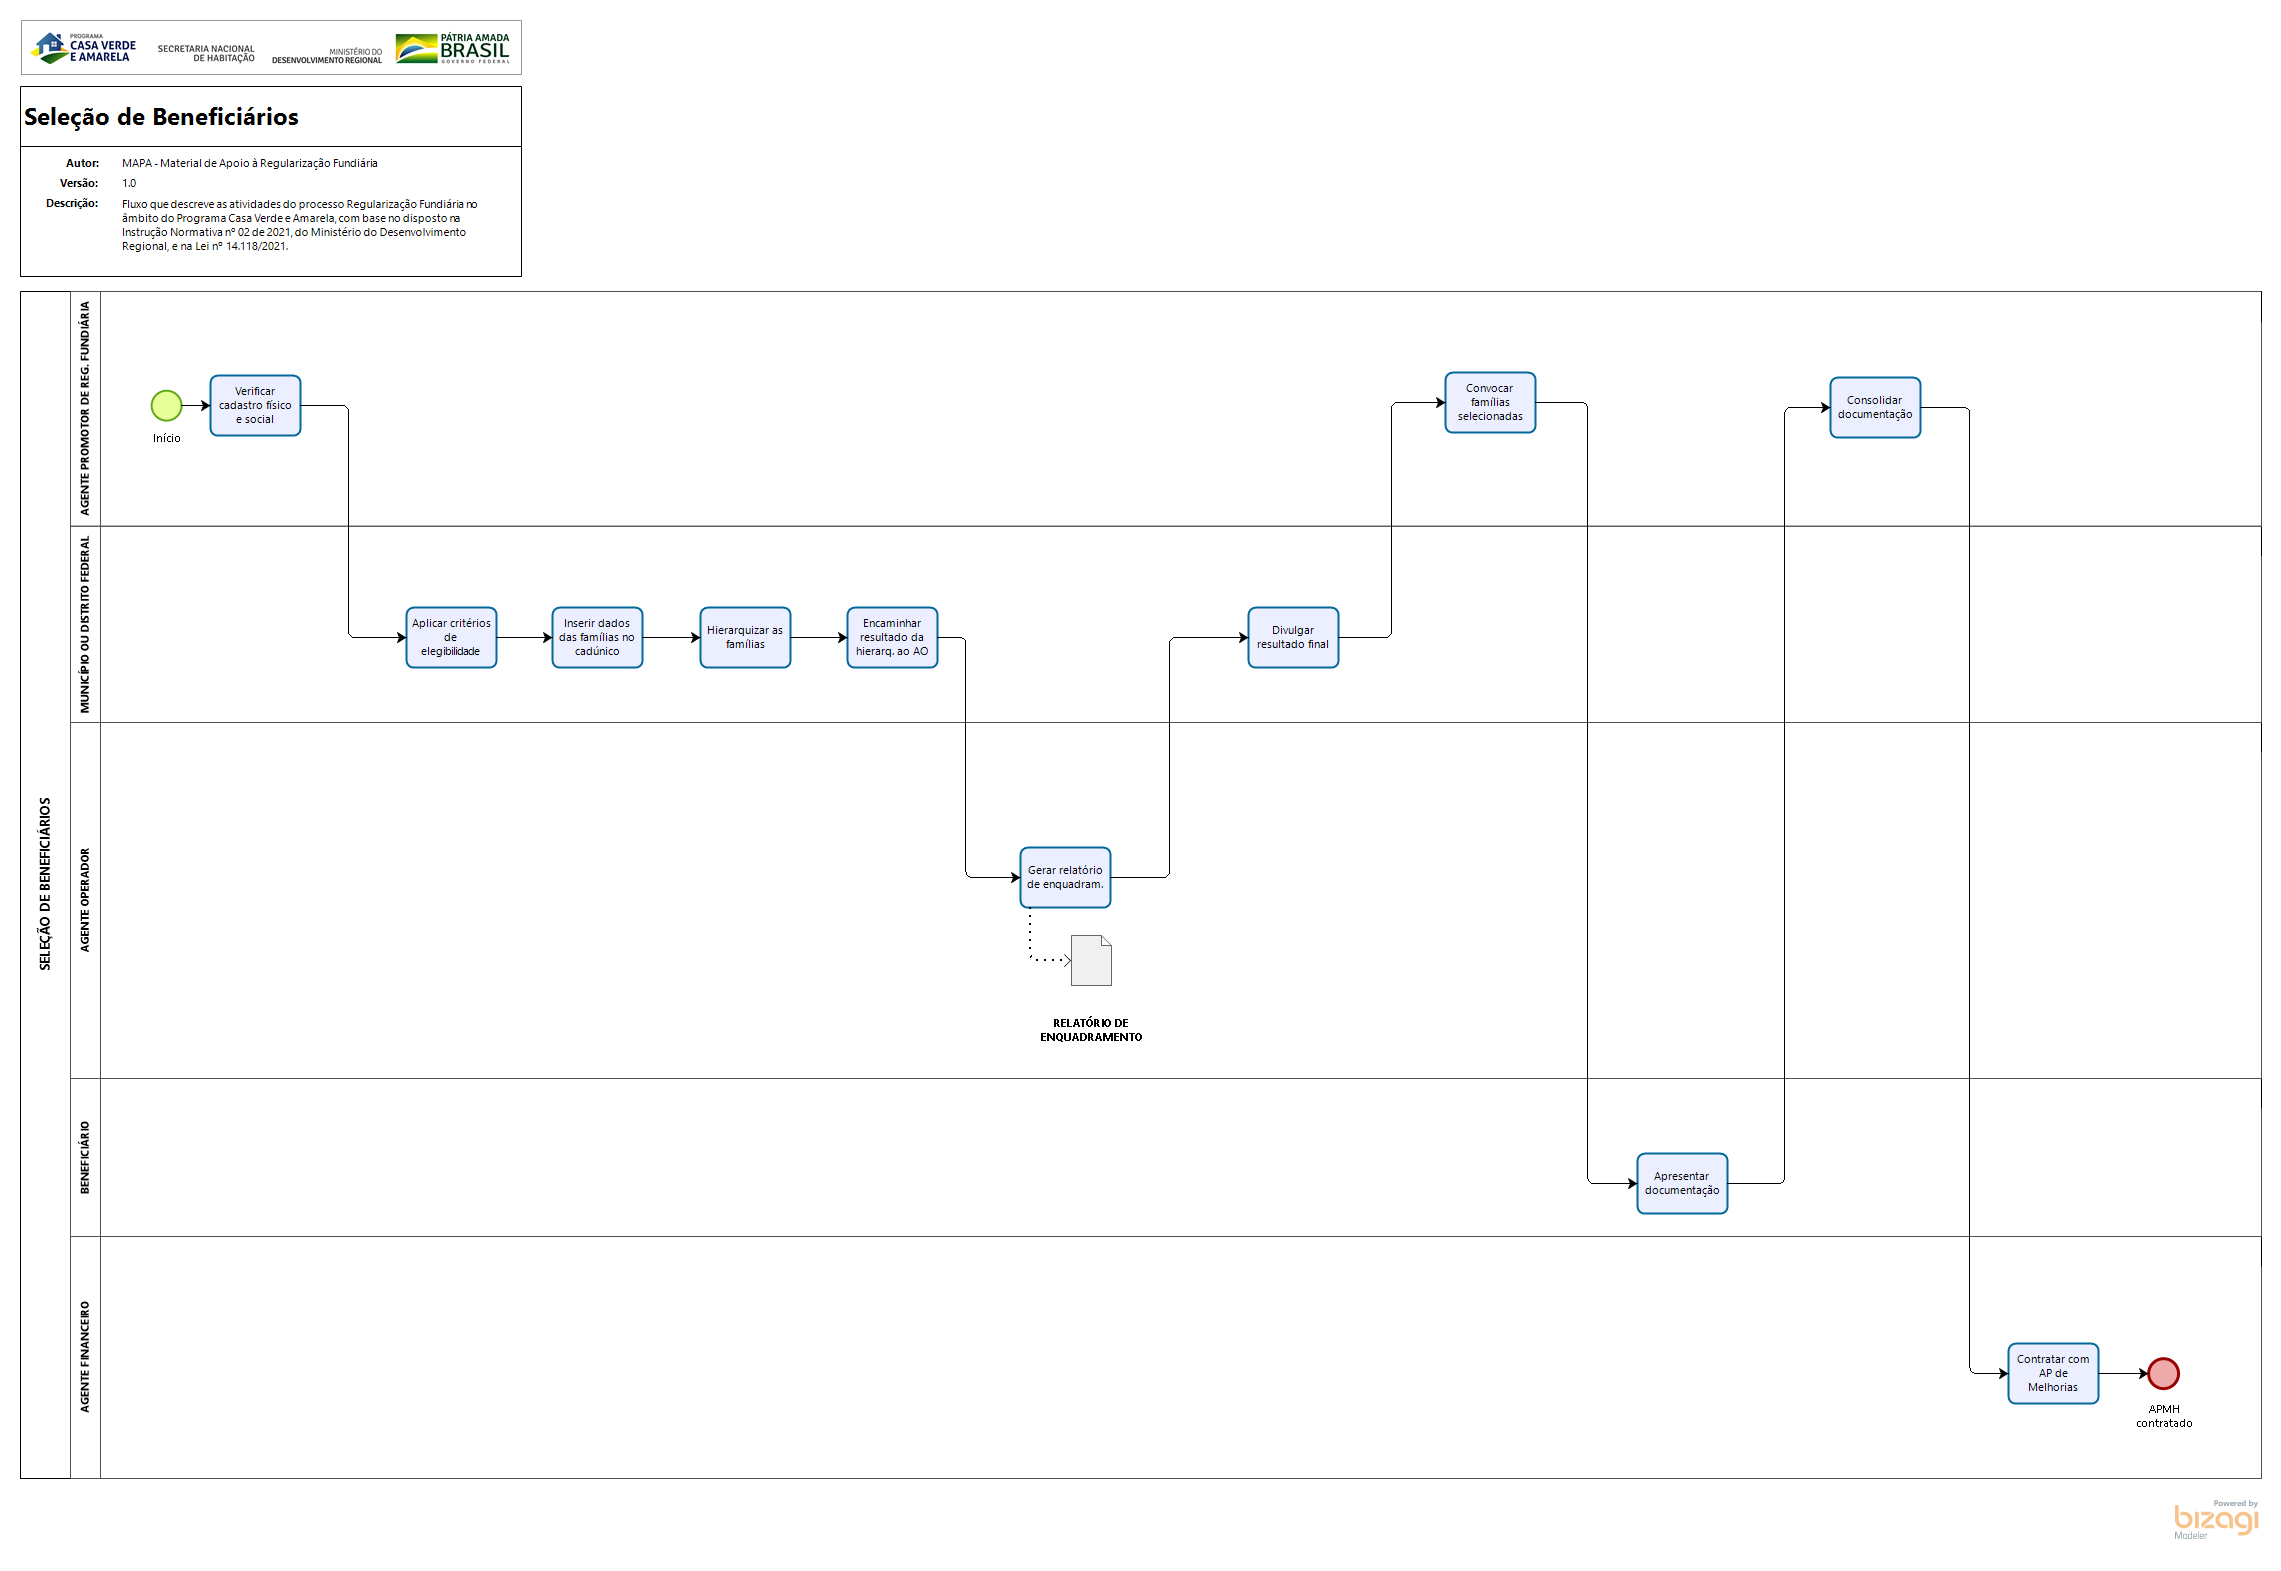 PROGRAMA
CASA VERDE
E AMARELA
SECRETARIA NACIONAL
DE HABITAÇÃO
MINISTÉRIO DO
DESENVOLVIMENTO REGIONAL
PÁTRIA AMADA
BRASIL
GOVERNO FEDERAL
Seleção de Beneficiários
Autor: MAPA - Material de Apoio à Regularização Fundiária
Versão: 1.0
Descrição: Fluxo que descreve as atividades do processo Regularização Fundiária no
âmbito do Programa Casa Verde e Amarela, com base no disposto na
Instrução Normativa nº 02 de 2021, do Ministério do Desenvolvimento
Regional, e na Lei nº 14.118/2021.
SELEÇÃO DE BENEFICIÁRIOS
AGENTE PROMOTOR DE REG. FUNDIÁRIA
Início
Verificar
cadastro físico
e social
Convocar
famílias
selecionadas
Consolidar
documentação
MUNICÍPIO OU DISTRITO FEDERAL
Aplicar critérios
de
elegibilidade
Inserir dados
das famílias no
cadúnico
Hierarquizar as
famílias
Encaminhar
resultado da
hierarq. ao AO
Divulgar
resultado final
AGENTE OPERADOR
Gerar relatório
de enquadram.
RELATÓRIO DE
ENQUADRAMENTO
BENEFICIÁRIO
Apresentar
documentação
AGENTE FINANCEIRO
Contratar com
AP de
Melhorias
APMH
contratado
Powered by
bizagi
Modeler